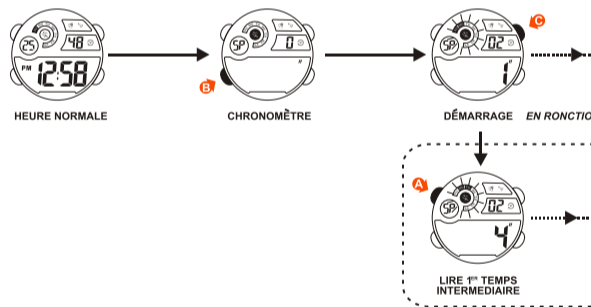 25 48
PM 12:58
HEURE NORMALE
SP 0
"
B
CHRONOMÈTRE
C
SP 02
1"
DÉMARRAGE
EN RONCTIO
A
SP 02
4"
LIRE 1ER TEMPS
INTERMEDIAIRE